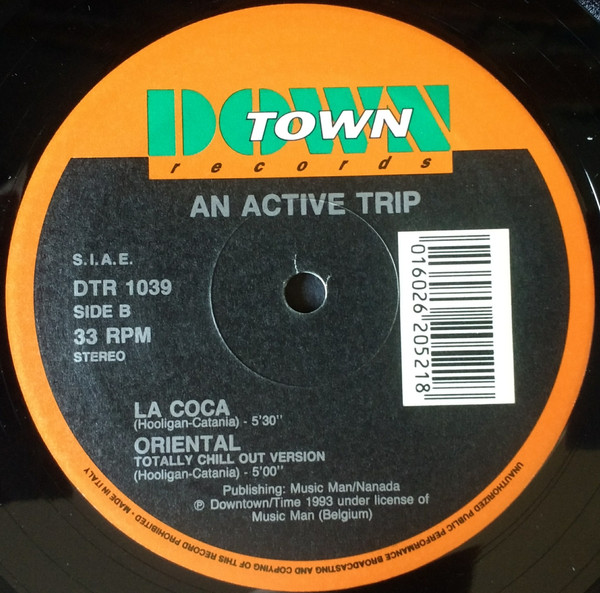 DOWN
TOWN
records
AN ACTIVE TRIP
S.I.A.E.
DTR 1039
SIDE B
33 RPM
STEREO
016026 205218
LA COCA
(Hooligan-Catania) - 5'30"
ORIENTAL
TOTALLY CHILL OUT VERSION
(Hooligan-Catania) - 5'00"
Publishing: Music Man/Nanada
℗ Downtown/Time 1993 under license of
Music Man (Belgium)
UNAUTHORIZED PUBLIC PERFORMANCE BROADCASTING AND COPYING OF THIS RECORD PROHIBITED - MADE IN ITALY